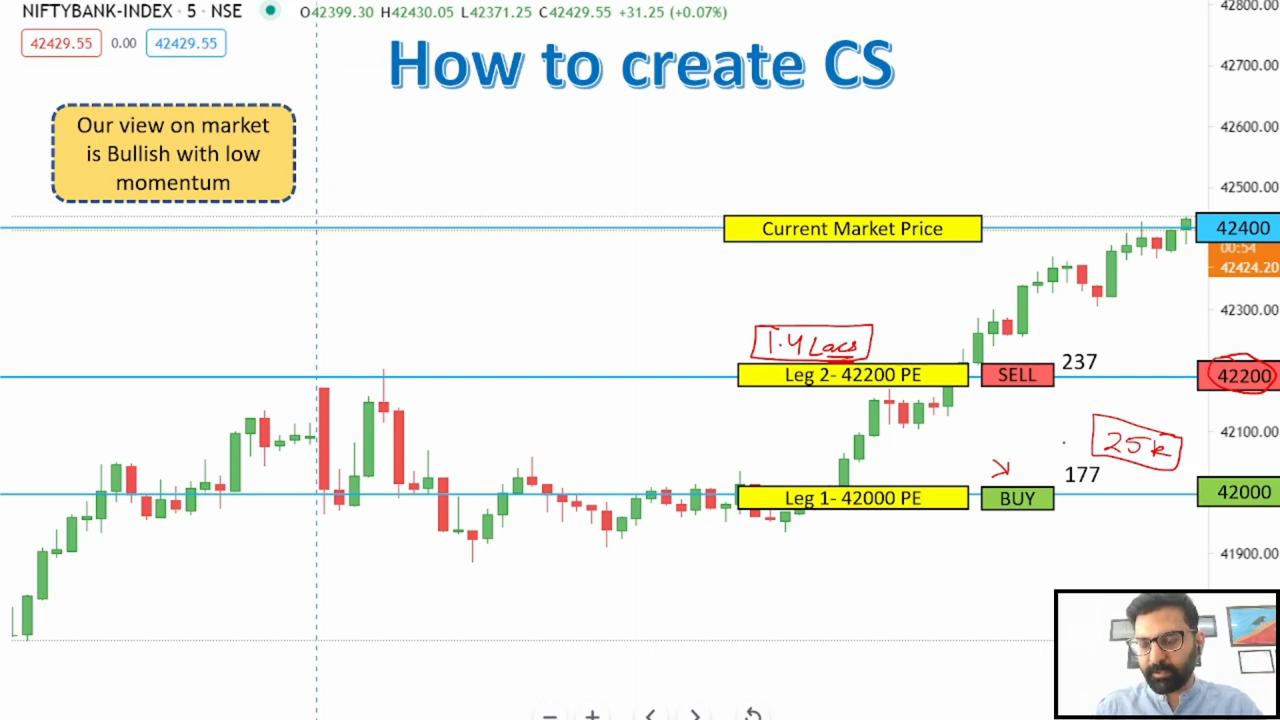 NIFTYBANK-INDEX · 5 · NSE O42399.30 H42430.05 L42371.25 C42429.55 +31.25 (+0.07%)
42429.55 0.00 42429.55
How to create CS
Our view on market
is Bullish with low
momentum
42800.00
42700.00
42600.00
42500.00
Current Market Price
42400
00:54
42424.20
42300.00
1.4 Lacs
Leg 2- 42200 PE
SELL
237
42200
42100.00
25k
177
Leg 1- 42000 PE
BUY
42000
41900.00